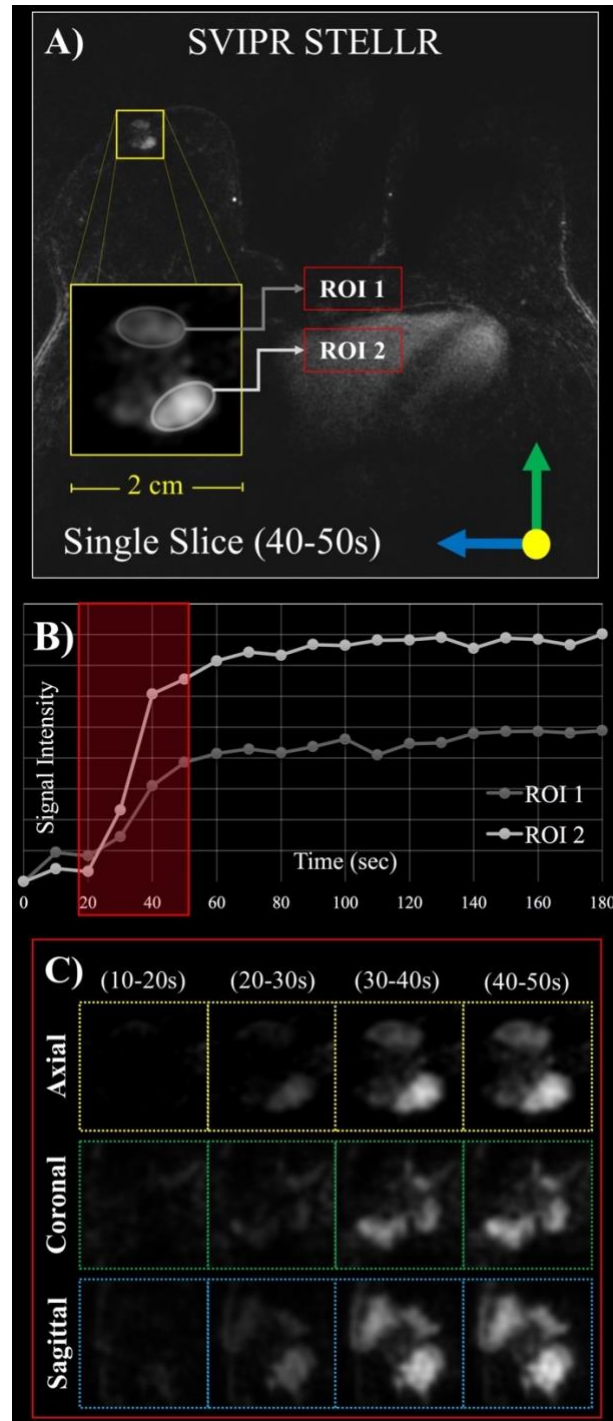 A)
SVIPR STELLR
ROI 1
ROI 2
2 cm
Single Slice (40-50s)
B)
Signal Intensity
ROI 1
ROI 2
Time (sec)
0 20 40 60 80 100 120 140 160 180
C)
(10-20s) (20-30s) (30-40s) (40-50s)
Axial
Coronal
Sagittal